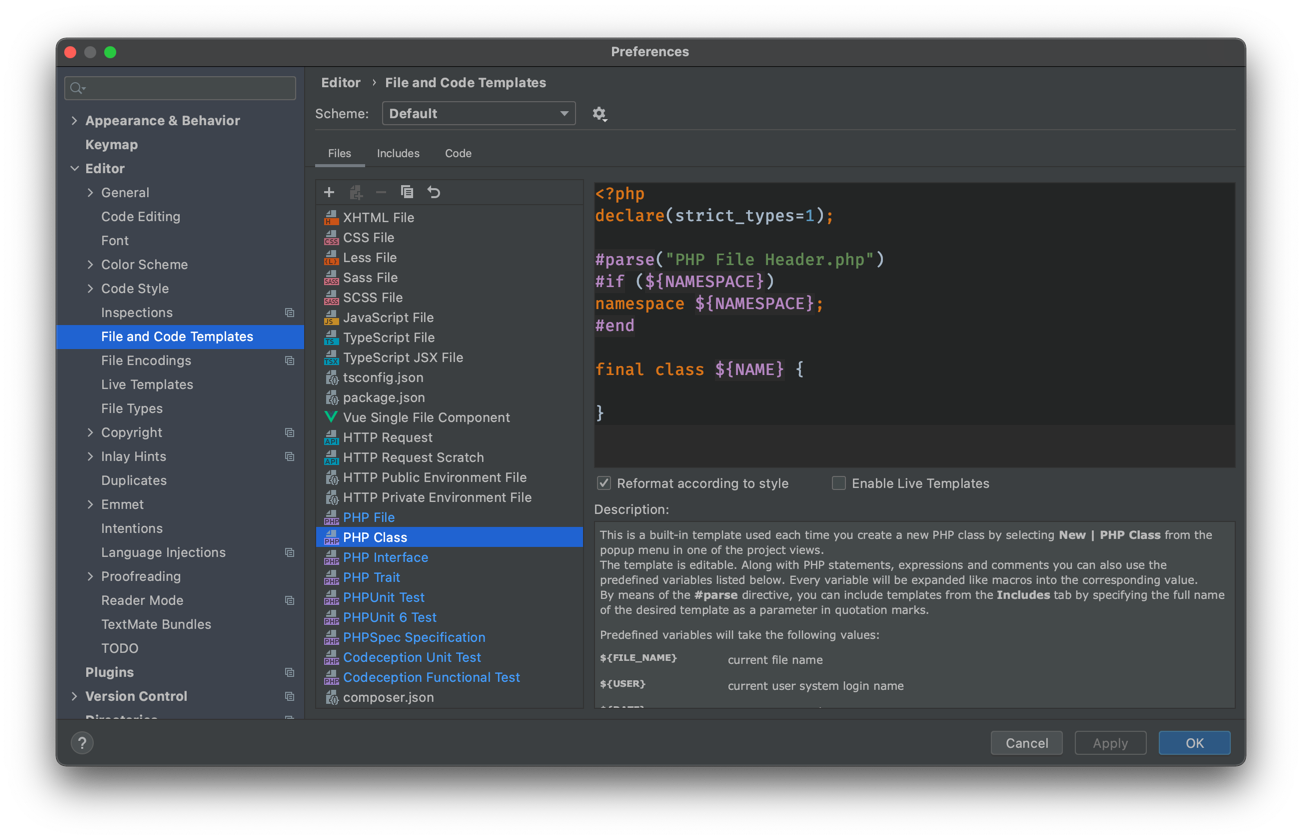 Preferences
Editor › File and Code Templates
Scheme: Default
Files Includes Code
Appearance & Behavior
Keymap
Editor
General
Code Editing
Font
Color Scheme
Code Style
Inspections
File and Code Templates
File Encodings
Live Templates
File Types
Copyright
Inlay Hints
Duplicates
Emmet
Intentions
Language Injections
Proofreading
Reader Mode
TextMate Bundles
TODO
Plugins
Version Control
XHTML File
CSS File
Less File
Sass File
SCSS File
JavaScript File
TypeScript File
TypeScript JSX File
tsconfig.json
package.json
Vue Single File Component
HTTP Request
HTTP Request Scratch
HTTP Public Environment File
HTTP Private Environment File
PHP File
PHP Class
PHP Interface
PHP Trait
PHPUnit Test
PHPUnit 6 Test
PHPSpec Specification
Codeception Unit Test
Codeception Functional Test
composer.json
<?php
declare(strict_types=1);
#parse("PHP File Header.php")
#if (${NAMESPACE})
namespace ${NAMESPACE};
#end
final class ${NAME} {
}
Reformat according to style Enable Live Templates
Description:
This is a built-in template used each time you create a new PHP class by selecting New | PHP Class from the
popup menu in one of the project views.
The template is editable. Along with PHP statements, expressions and comments you can also use the
predefined variables listed below. Every variable will be expanded like macros into the corresponding value.
By means of the #parse directive, you can include templates from the Includes tab by specifying the full name
of the desired template as a parameter in quotation marks.
Predefined variables will take the following values:
${FILE_NAME} current file name
${USER} current user system login name
? Cancel Apply OK